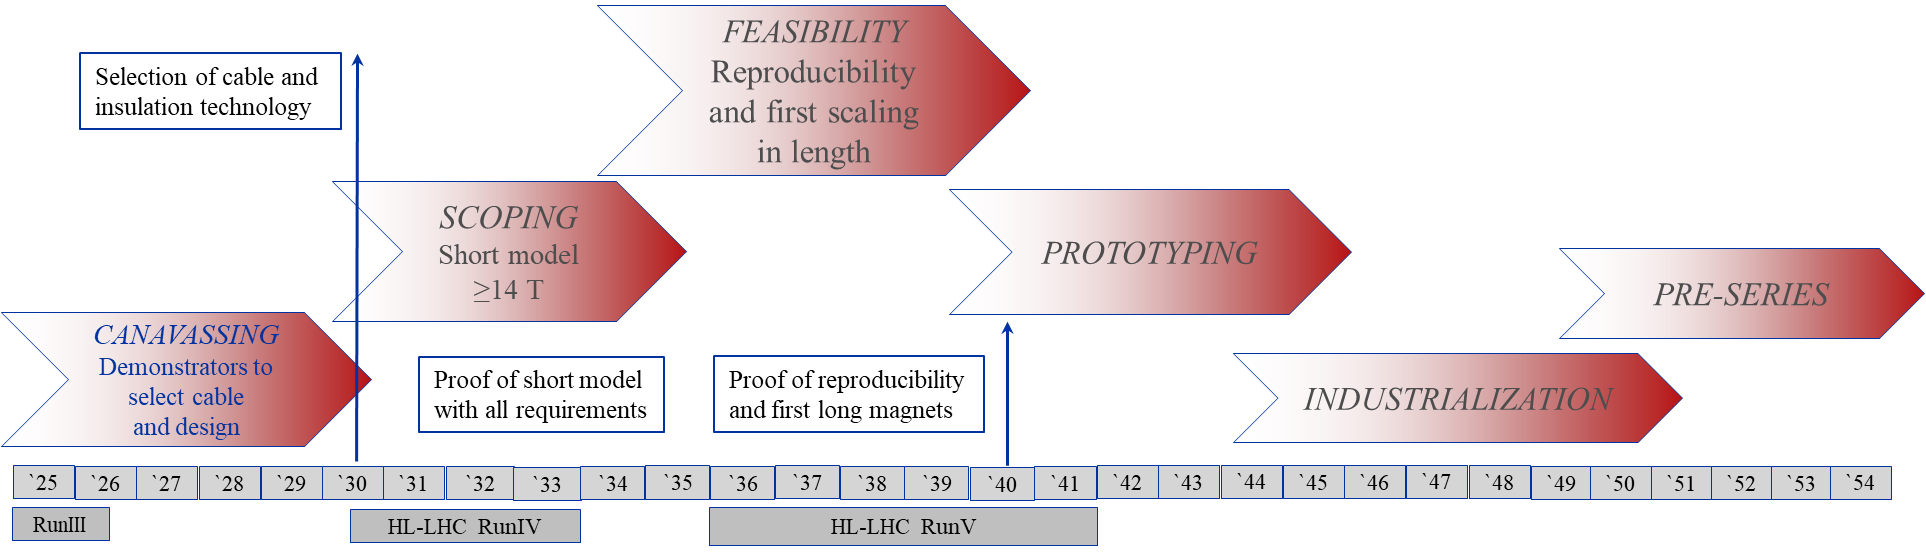 FEASIBILITY
Reproducibility
and first scaling
in length
Selection of cable and
insulation technology
SCOPING
Short model
≥14 T
PROTOTYPING
PRE-SERIES
CANAVASSING
Demonstrators to
select cable
and design
Proof of short model
with all requirements
Proof of reproducibility
and first long magnets
INDUSTRIALIZATION
`25 `26 `27 `28 `29 `30 `31 `32 `33 `34 `35 `36 `37 `38 `39 `40 `41 `42 `43 `44 `45 `46 `47 `48 `49 `50 `51 `52 `53 `54
RunIII HL-LHC RunIV HL-LHC RunV